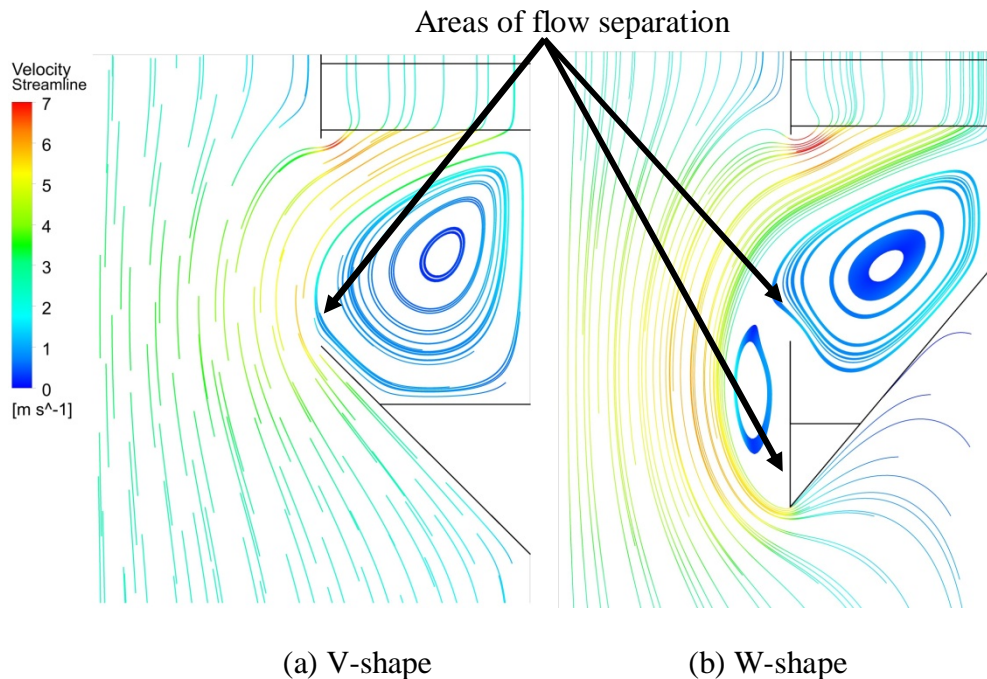 Areas of flow separation
Velocity
Streamline
7
6
5
4
3
2
1
0
[m s^-1]
(a) V-shape
(b) W-shape